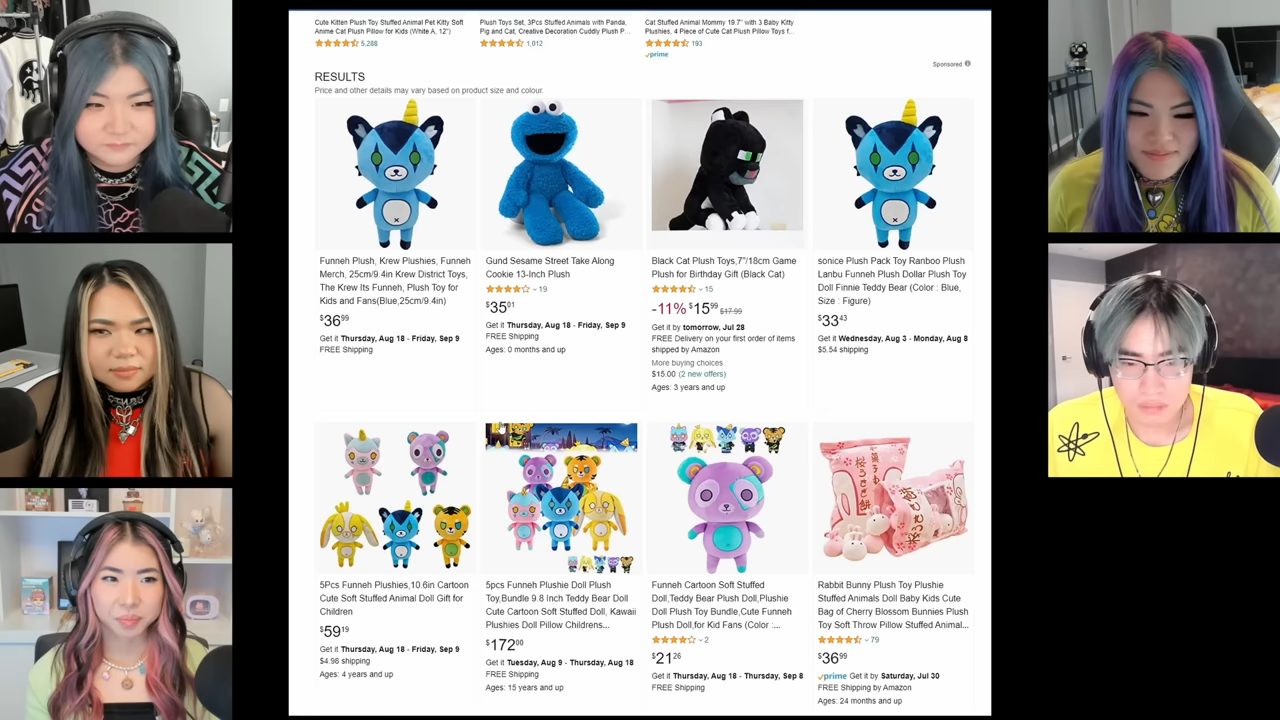 Cute Kitten Plush Toy Stuffed Animal Pet Kitty Soft
Anime Cat Plush Pillow for Kids (White A, 12")
5,288
Plush Toys Set, 3Pcs Stuffed Animals with Panda,
Pig and Cat, Creative Decoration Cuddly Plush P…
1,012
Cat Stuffed Animal Mommy 19.7" with 3 Baby Kitty
Plushies, 4 Piece of Cute Cat Plush Pillow Toys f…
193
prime
Sponsored
RESULTS
Price and other details may vary based on product size and colour.
Funneh Plush, Krew Plushies, Funneh
Merch, 25cm/9.4in Krew District Toys,
The Krew Its Funneh, Plush Toy for
Kids and Fans(Blue,25cm/9.4in)
$3699
Get it Thursday, Aug 18 - Friday, Sep 9
FREE Shipping
Gund Sesame Street Take Along
Cookie 13-Inch Plush
19
$3501
Get it Thursday, Aug 18 - Friday, Sep 9
FREE Shipping
Ages: 0 months and up
Black Cat Plush Toys,7"/18cm Game
Plush for Birthday Gift (Black Cat)
15
-11% $1599 $17.99
Get it by tomorrow, Jul 28
FREE Delivery on your first order of items
shipped by Amazon
More buying choices
$15.00 (2 new offers)
Ages: 3 years and up
sonice Plush Pack Toy Ranboo Plush
Lanbu Funneh Plush Dollar Plush Toy
Doll Finnie Teddy Bear (Color : Blue,
Size : Figure)
$3343
Get it Wednesday, Aug 3 - Monday, Aug 8
$5.54 shipping
5Pcs Funneh Plushies,10.6in Cartoon
Cute Soft Stuffed Animal Doll Gift for
Children
$5919
Get it Thursday, Aug 18 - Friday, Sep 9
$4.98 shipping
Ages: 4 years and up
5pcs Funneh Plushie Doll Plush
Toy,Bundle 9.8 Inch Teddy Bear Doll
Cute Cartoon Soft Stuffed Doll, Kawaii
Plushies Doll Pillow Childrens...
$17200
Get it Tuesday, Aug 9 - Thursday, Aug 18
FREE Shipping
Ages: 15 years and up
Funneh Cartoon Soft Stuffed
Doll,Teddy Bear Plush Doll,Plushie
Doll Plush Toy Bundle,Cute Funneh
Plush Doll,for Kid Fans (Color :...
2
$2126
Get it Thursday, Aug 18 - Thursday, Sep 8
FREE Shipping
Rabbit Bunny Plush Toy Plushie
Stuffed Animals Doll Baby Kids Cute
Bag of Cherry Blossom Bunnies Plush
Toy Soft Throw Pillow Stuffed Animal...
79
$3699
prime Get it by Saturday, Jul 30
FREE Shipping by Amazon
Ages: 24 months and up